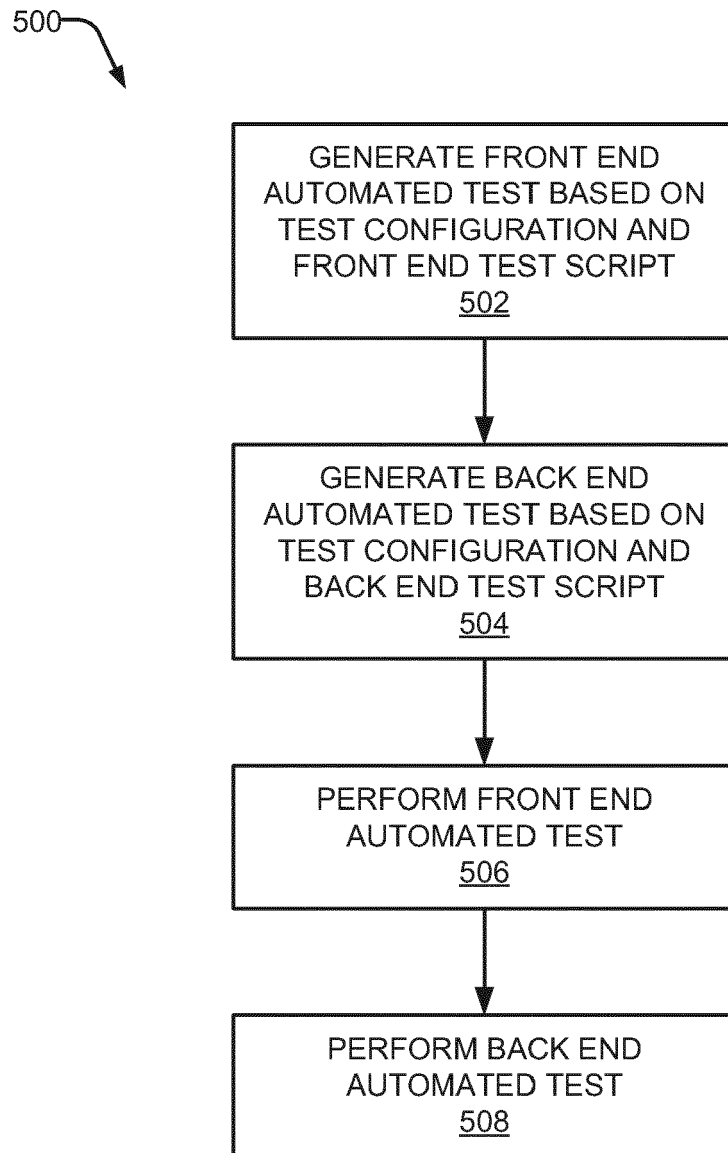 500
GENERATE FRONT END
AUTOMATED TEST BASED ON
TEST CONFIGURATION AND
FRONT END TEST SCRIPT
502
GENERATE BACK END
AUTOMATED TEST BASED ON
TEST CONFIGURATION AND
BACK END TEST SCRIPT
504
PERFORM FRONT END
AUTOMATED TEST
506
PERFORM BACK END
AUTOMATED TEST
508